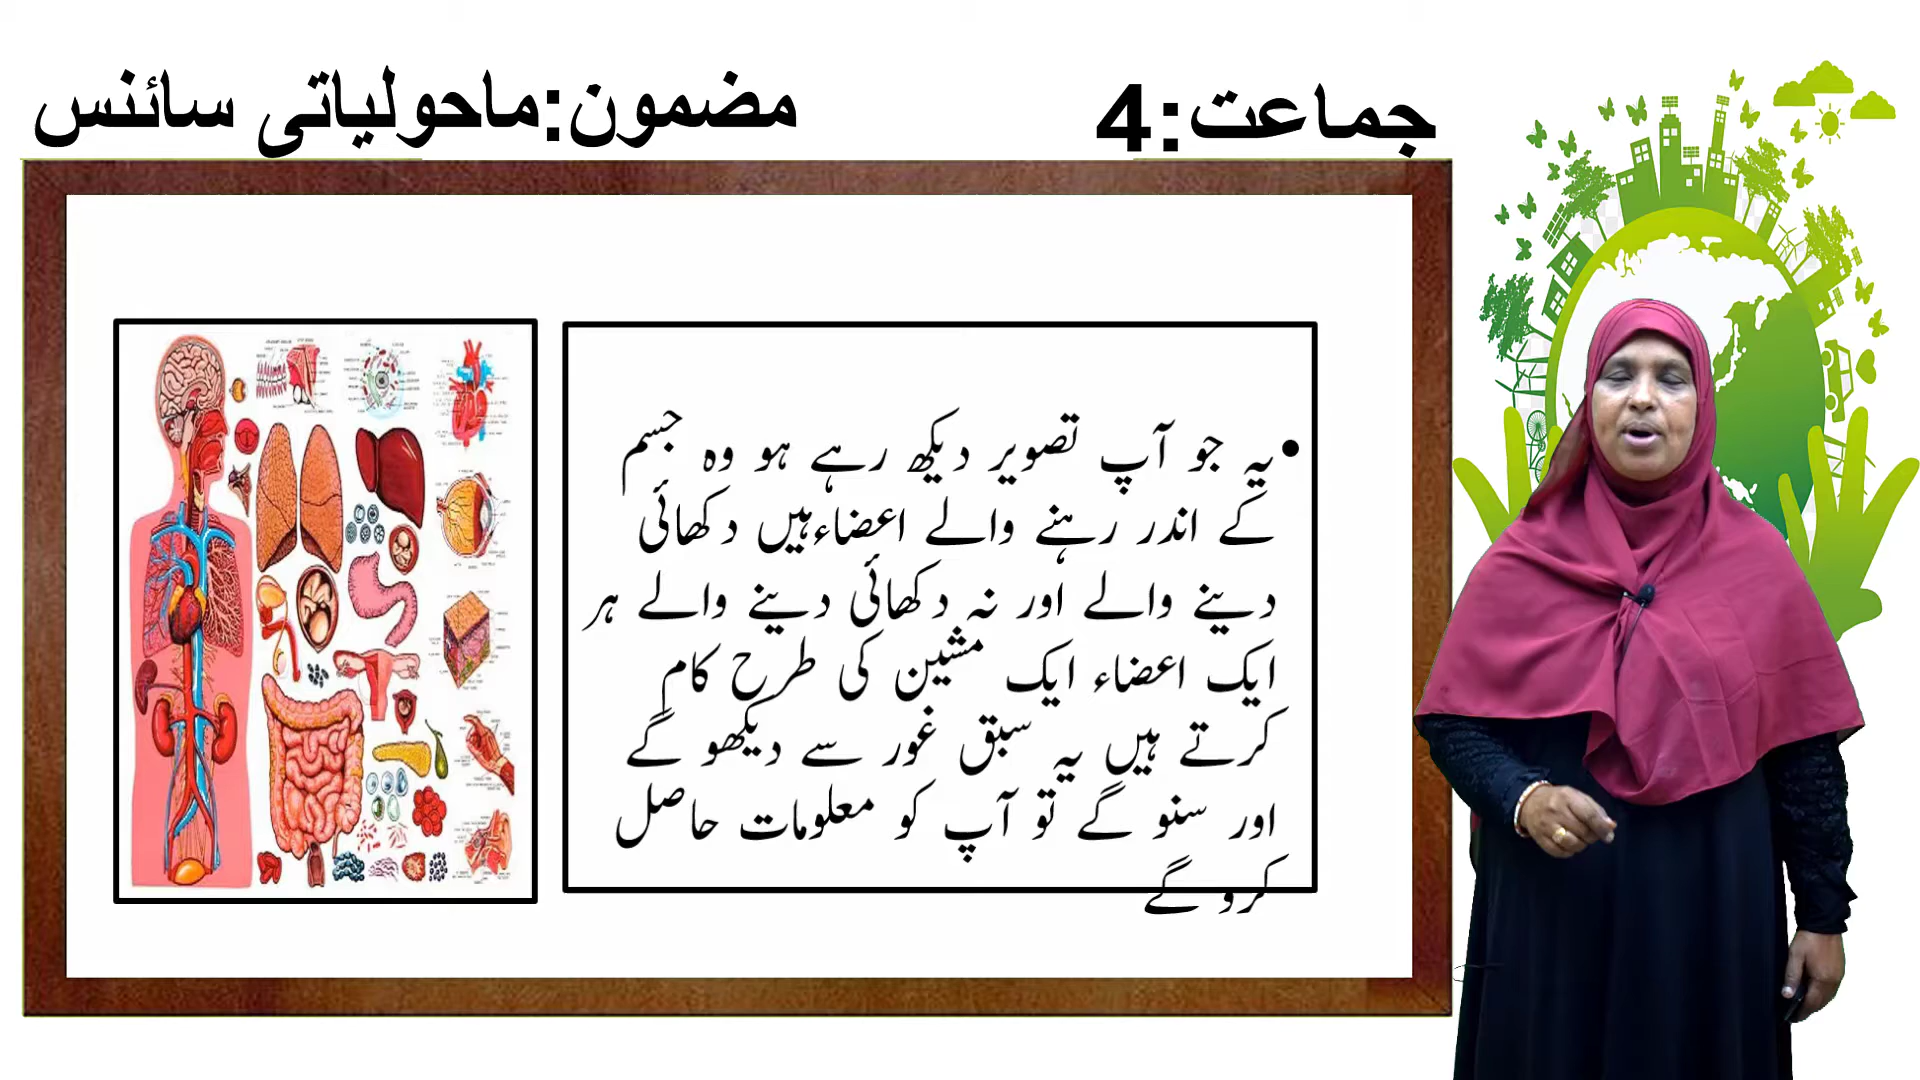 جماعت:4
مضمون:ماحولیاتی سائنس
•یہ جو آپ تصویر دیکھ رہے ہو وہ جسم
کے اندر رہنے والے اعضاءہیں دکھائی
دینے والے اور نہ دکھائی دینے والے ہر
ایک اعضاء ایک مشین کی طرح کام
کرتے ہیں یہ سبق غور سے دیکھو گے
اور سنو گے تو آپ کو معلومات حاصل
کرو گے